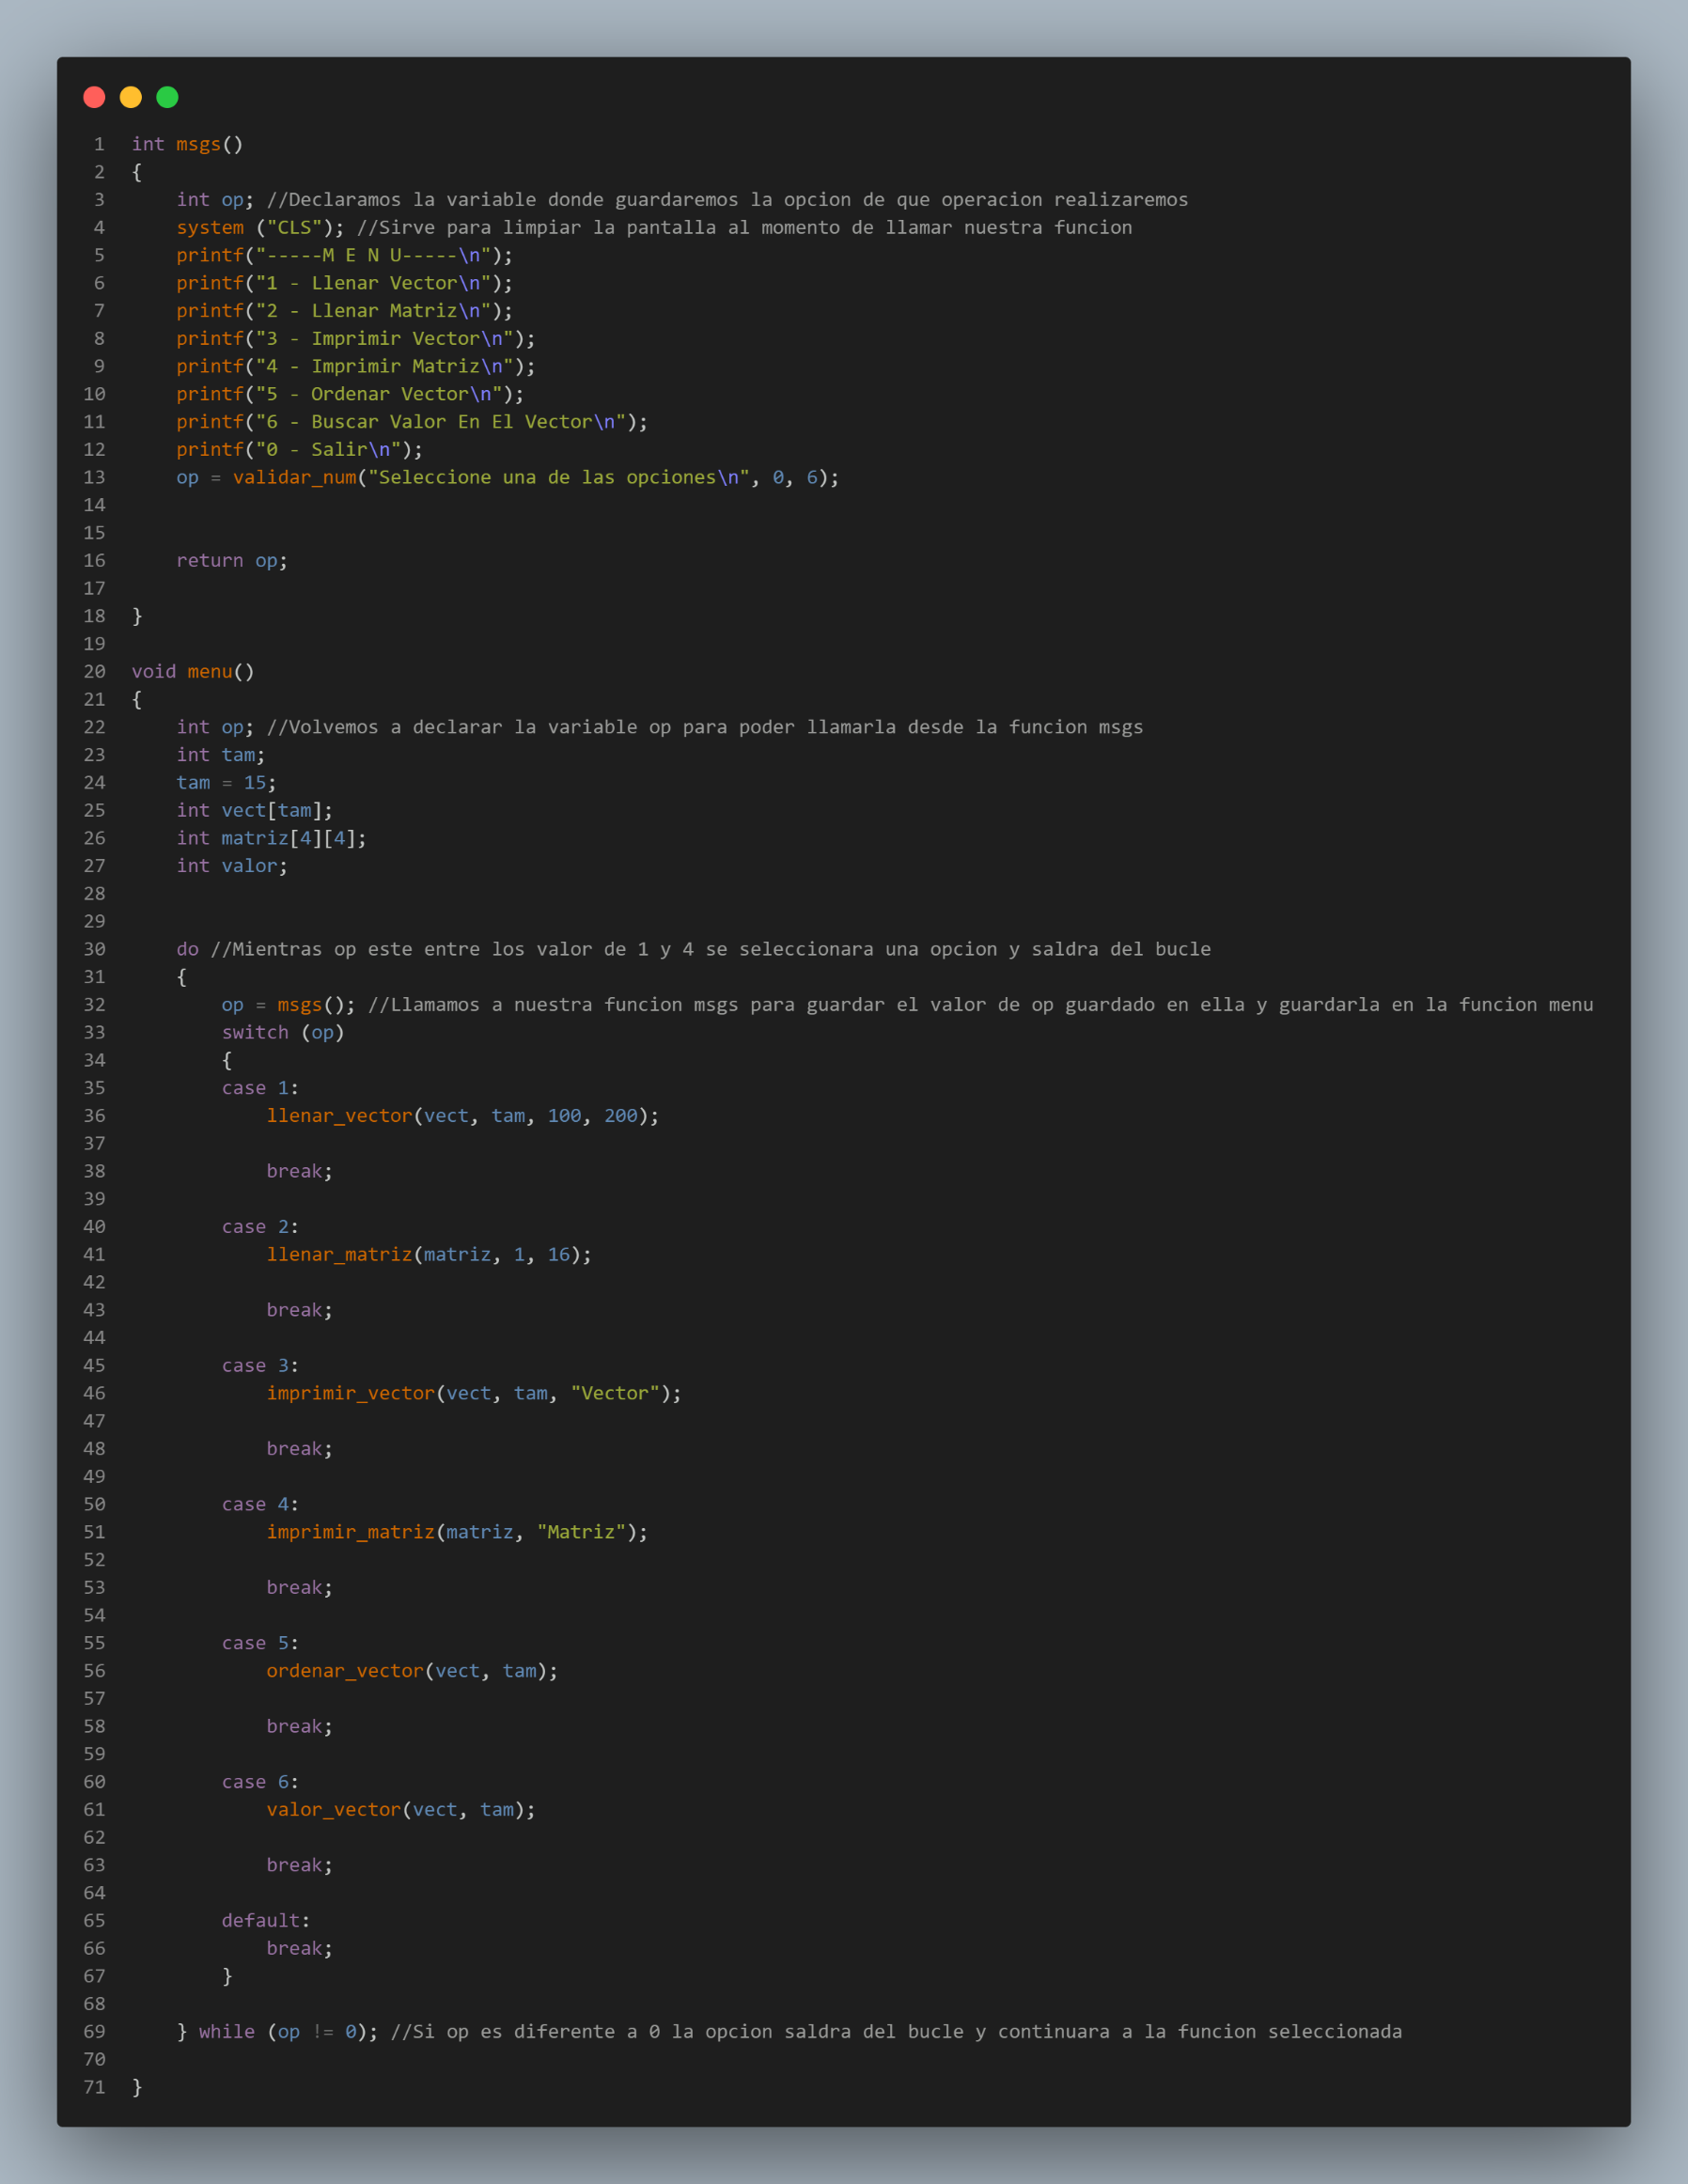 1 int msgs()
2 {
3 int op; //Declaramos la variable donde guardaremos la opcion de que operacion realizaremos
4 system ("CLS"); //Sirve para limpiar la pantalla al momento de llamar nuestra funcion
5 printf("-----M E N U-----\n");
6 printf("1 - Llenar Vector\n");
7 printf("2 - Llenar Matriz\n");
8 printf("3 - Imprimir Vector\n");
9 printf("4 - Imprimir Matriz\n");
10 printf("5 - Ordenar Vector\n");
11 printf("6 - Buscar Valor En El Vector\n");
12 printf("0 - Salir\n");
13 op = validar_num("Seleccione una de las opciones\n", 0, 6);
14
15
16 return op;
17
18 }
19
20 void menu()
21 {
22 int op; //Volvemos a declarar la variable op para poder llamarla desde la funcion msgs
23 int tam;
24 tam = 15;
25 int vect[tam];
26 int matriz[4][4];
27 int valor;
28
29
30 do //Mientras op este entre los valor de 1 y 4 se seleccionara una opcion y saldra del bucle
31 {
32 op = msgs(); //Llamamos a nuestra funcion msgs para guardar el valor de op guardado en ella y guardarla en la funcion menu
33 switch (op)
34 {
35 case 1:
36 llenar_vector(vect, tam, 100, 200);
37
38 break;
39
40 case 2:
41 llenar_matriz(matriz, 1, 16);
42
43 break;
44
45 case 3:
46 imprimir_vector(vect, tam, "Vector");
47
48 break;
49
50 case 4:
51 imprimir_matriz(matriz, "Matriz");
52
53 break;
54
55 case 5:
56 ordenar_vector(vect, tam);
57
58 break;
59
60 case 6:
61 valor_vector(vect, tam);
62
63 break;
64
65 default:
66 break;
67 }
68
69 } while (op != 0); //Si op es diferente a 0 la opcion saldra del bucle y continuara a la funcion seleccionada
70
71 }